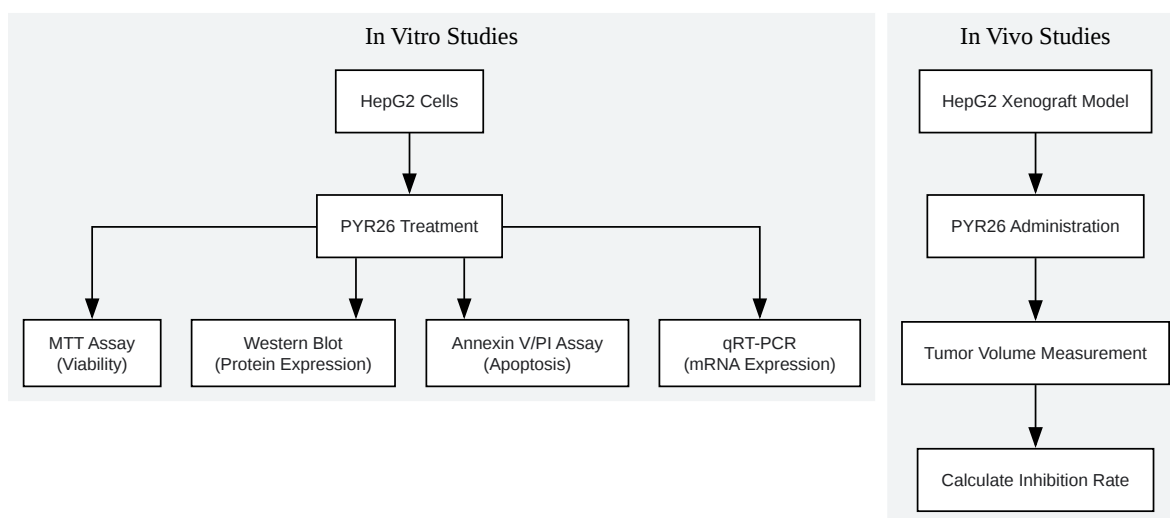 In Vitro Studies
HepG2 Cells
PYR26 Treatment
MTT Assay
(Viability)
Western Blot
(Protein Expression)
Annexin V/PI Assay
(Apoptosis)
qRT-PCR
(mRNA Expression)
In Vivo Studies
HepG2 Xenograft Model
PYR26 Administration
Tumor Volume Measurement
Calculate Inhibition Rate